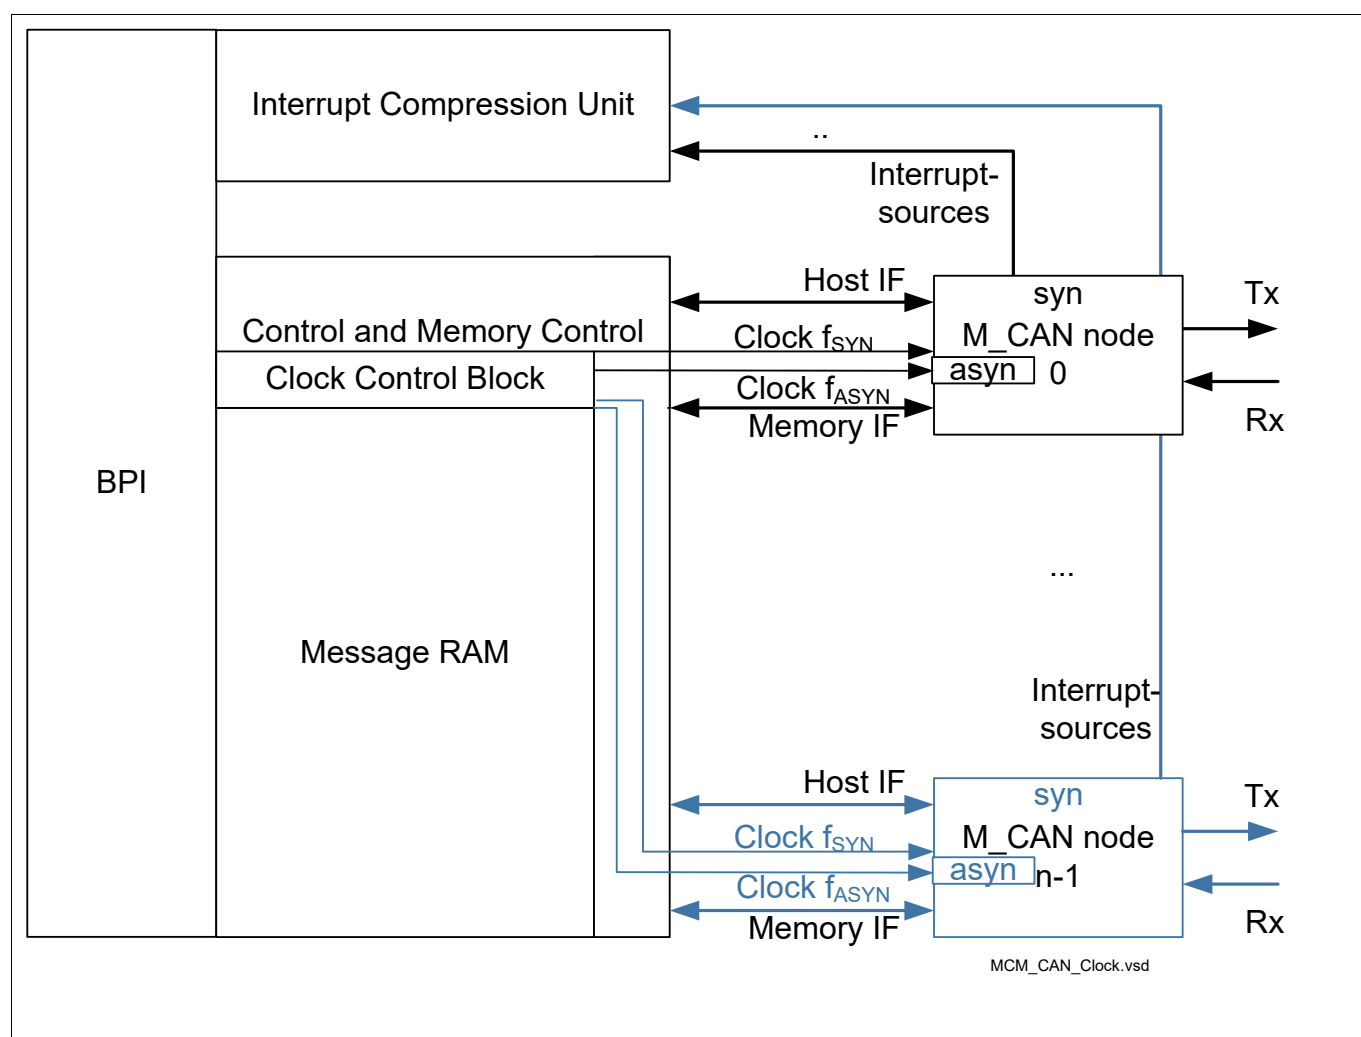 Interrupt Compression Unit
..
Interrupt-
sources
Host IF
syn
Tx
Control and Memory Control
Clock fSYN
M_CAN node
Clock Control Block
asyn
0
Clock fASYN
Memory IF
Rx
BPI
...
Message RAM
Interrupt-
sources
Host IF
syn
Tx
Clock fSYN
M_CAN node
asyn
n-1
Clock fASYN
Memory IF
Rx
MCM_CAN_Clock.vsd